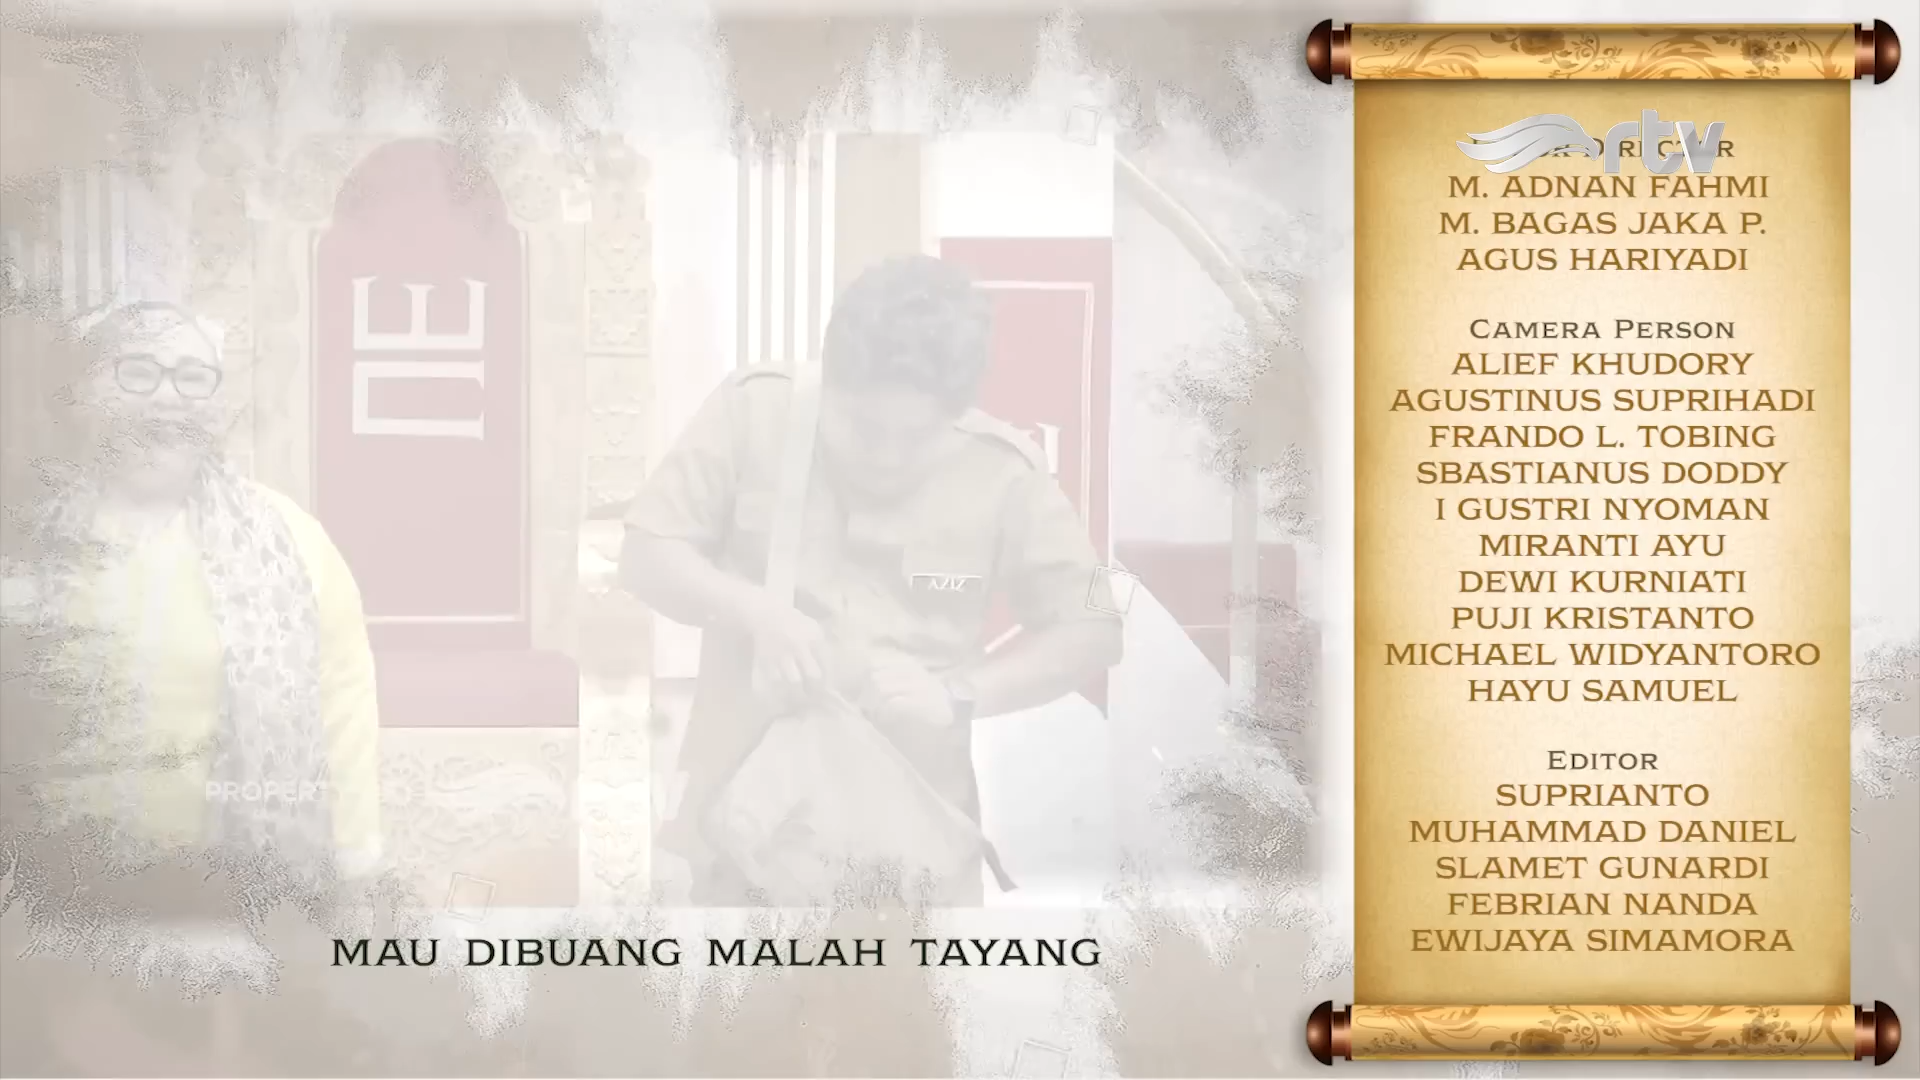 rtv
M. ADNAN FAHMI
M. BAGAS JAKA P.
AGUS HARIYADI
CAMERA PERSON
ALIEF KHUDORY
AGUSTINUS SUPRIHADI
FRANDO L. TOBING
SBASTIANUS DODDY
I GUSTRI NYOMAN
MIRANTI AYU
DEWI KURNIATI
PUJI KRISTANTO
MICHAEL WIDYANTORO
HAYU SAMUEL
EDITOR
SUPRIANTO
MUHAMMAD DANIEL
SLAMET GUNARDI
FEBRIAN NANDA
EWIJAYA SIMAMORA
AZIZ
MAU DIBUANG MALAH TAYANG